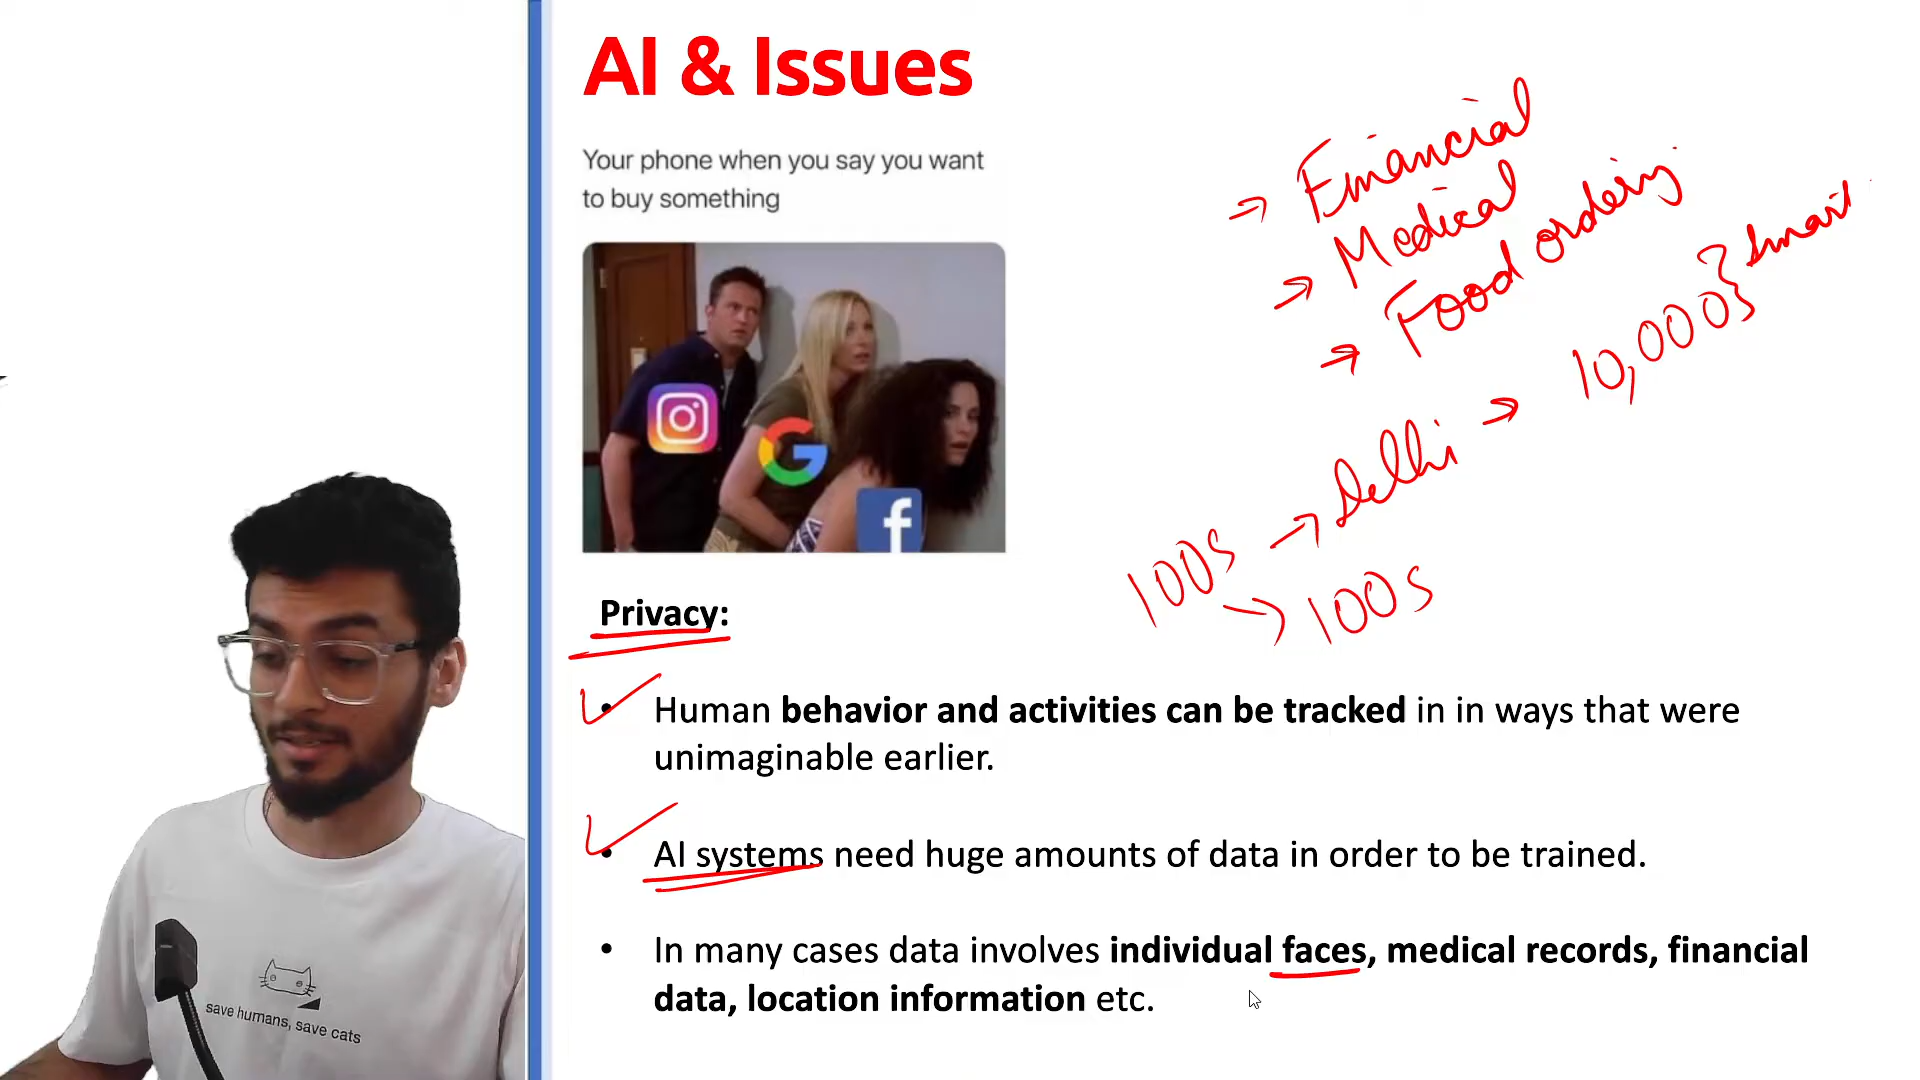 AI & Issues
Your phone when you say you want
to buy something
f
→ Financial
→ Medical
→ Food ordering
100s → Delhi → 10,000 } smart
→ 100s
Privacy:
• Human behavior and activities can be tracked in in ways that were
unimaginable earlier.
• AI systems need huge amounts of data in order to be trained.
• In many cases data involves individual faces, medical records, financial
data, location information etc.
save humans, save cats